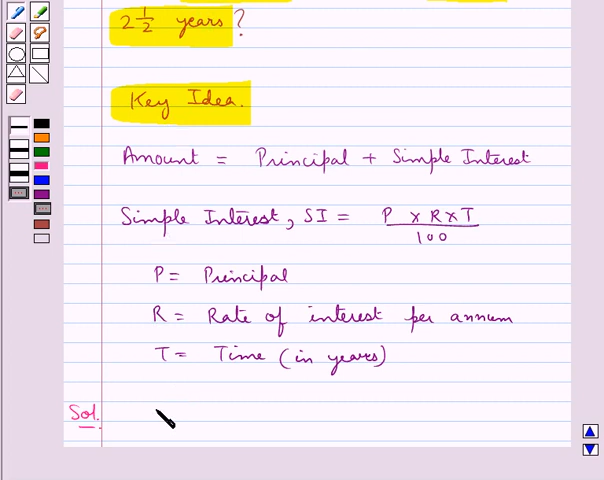 2 1/2 years?
Key Idea.
Amount = Principal + Simple Interest
Simple Interest, SI = P x R x T / 100
P = Principal
R = Rate of interest per annum
T = Time (in years)
Sol.